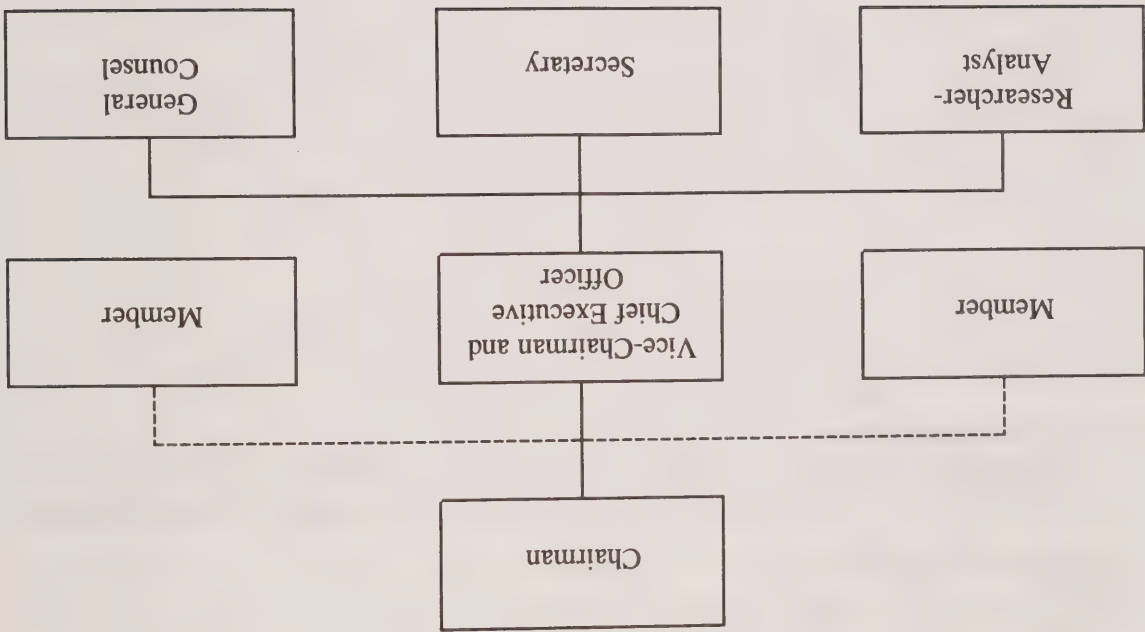 Chairman
Member
Vice-Chairman and
Chief Executive
Officer
Member
Researcher-
Analyst
Secretary
General
Counsel